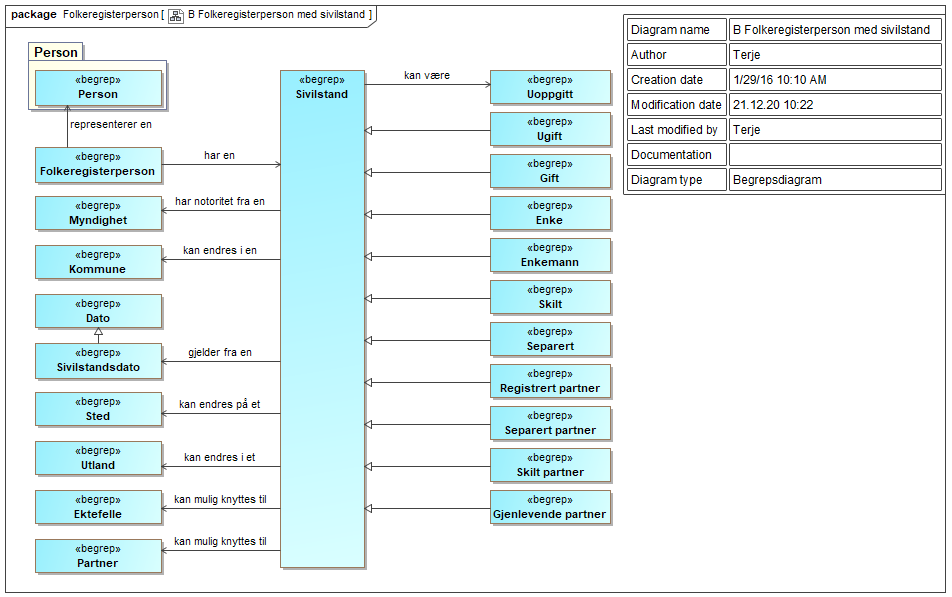 package Folkeregisterperson [ B Folkeregisterperson med sivilstand ]
Diagram name B Folkeregisterperson med sivilstand
Author Terje
Creation date 1/29/16 10:10 AM
Modification date 21.12.20 10:22
Last modified by Terje
Documentation
Diagram type Begrepsdiagram
Person
«begrep»
Person
representerer en
«begrep»
Folkeregisterperson
har en
«begrep»
Myndighet
har notoritet fra en
«begrep»
Kommune
kan endres i en
«begrep»
Dato
«begrep»
Sivilstandsdato
gjelder fra en
«begrep»
Sted
kan endres på et
«begrep»
Utland
kan endres i et
«begrep»
Ektefelle
kan mulig knyttes til
«begrep»
Partner
kan mulig knyttes til
«begrep»
Sivilstand
kan være
«begrep»
Uoppgitt
«begrep»
Ugift
«begrep»
Gift
«begrep»
Enke
«begrep»
Enkemann
«begrep»
Skilt
«begrep»
Separert
«begrep»
Registrert partner
«begrep»
Separert partner
«begrep»
Skilt partner
«begrep»
Gjenlevende partner